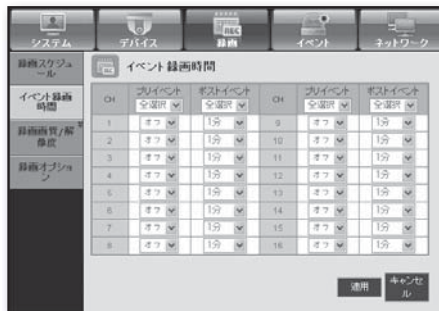 システム デバイス 録画 イベント ネットワーク
REC
録画スケジュ
ール
イベント録画
時間
録画画質/解
像度
録画オプショ
ン
REC イベント録画時間
CH プリイベント ポストイベント CH プリイベント ポストイベント
全選択 全選択 全選択 全選択
1 オフ 1分 9 オフ 1分
2 オフ 1分 10 オフ 1分
3 オフ 1分 11 オフ 1分
4 オフ 1分 12 オフ 1分
5 オフ 1分 13 オフ 1分
6 オフ 1分 14 オフ 1分
7 オフ 1分 15 オフ 1分
8 オフ 1分 16 オフ 1分
適用
キャンセ
ル